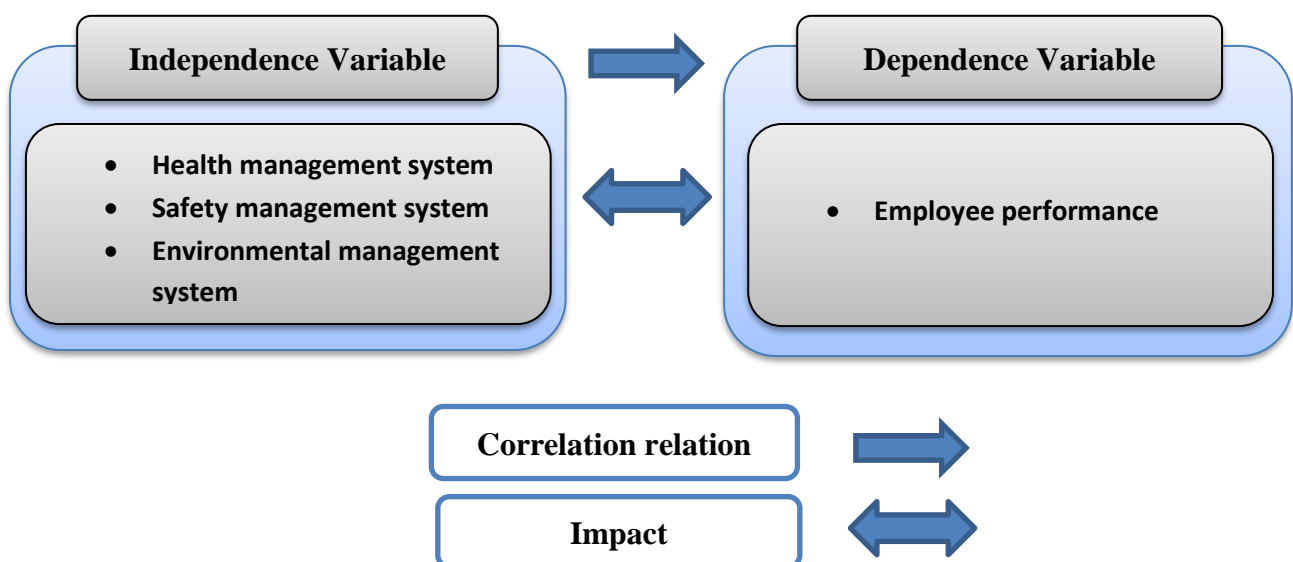 Independence Variable
Dependence Variable
• Health management system
• Safety management system
• Environmental management
system
• Employee performance
Correlation relation
Impact